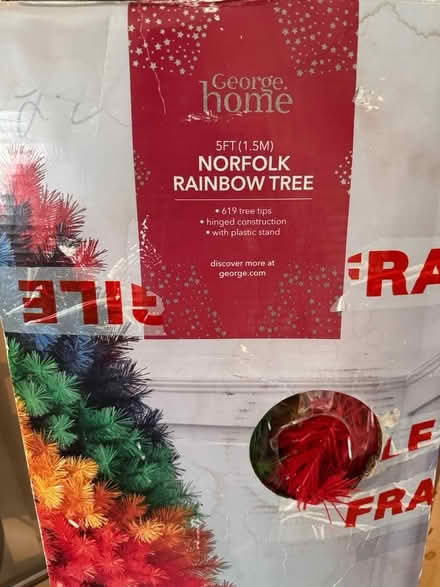 George
home
5FT (1.5M)
NORFOLK
RAINBOW TREE
• 619 tree tips
• hinged construction
• with plastic stand
discover more at
george.com
FRA
ILE
LE
FRA